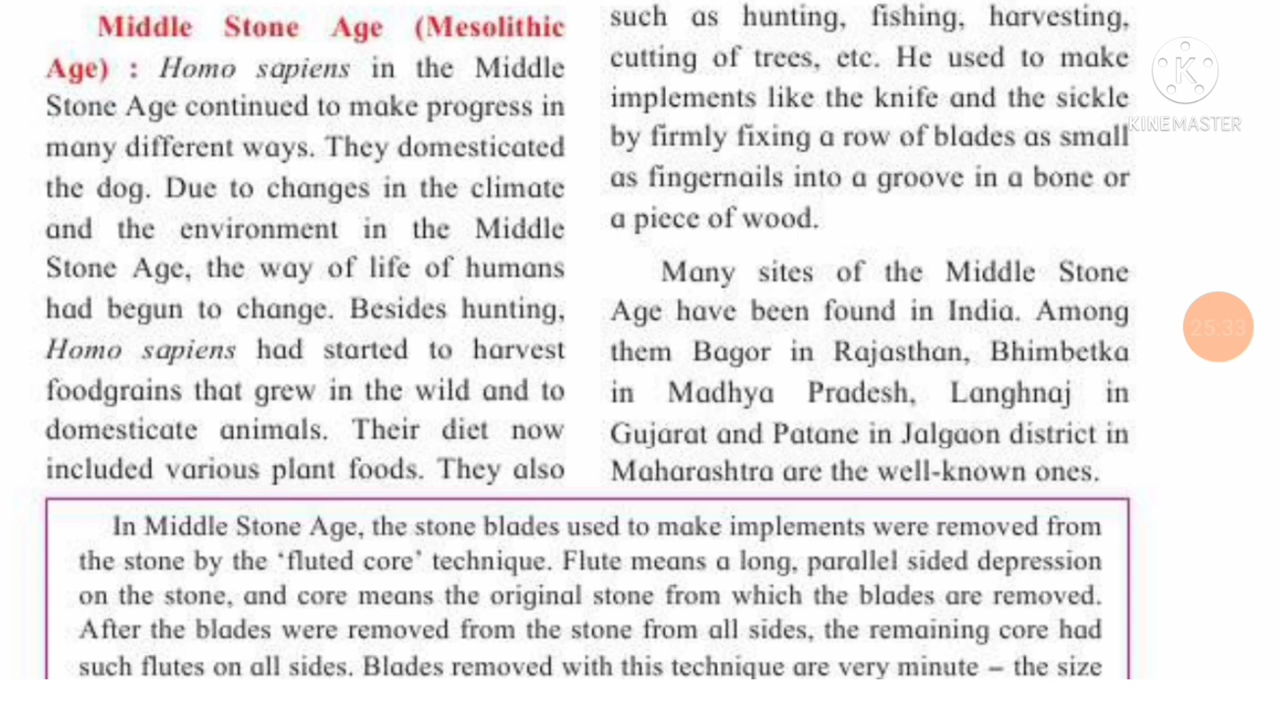 Middle Stone Age (Mesolithic
Age) : Homo sapiens in the Middle
Stone Age continued to make progress in
many different ways. They domesticated
the dog. Due to changes in the climate
and the environment in the Middle
Stone Age, the way of life of humans
had begun to change. Besides hunting,
Homo sapiens had started to harvest
foodgrains that grew in the wild and to
domesticate animals. Their diet now
included various plant foods. They also
such as hunting, fishing, harvesting,
cutting of trees, etc. He used to make
implements like the knife and the sickle
by firmly fixing a row of blades as small
as fingernails into a groove in a bone or
a piece of wood.
Many sites of the Middle Stone
Age have been found in India. Among
them Bagor in Rajasthan, Bhimbetka
in Madhya Pradesh, Langhnaj in
Gujarat and Patane in Jalgaon district in
Maharashtra are the well-known ones.
In Middle Stone Age, the stone blades used to make implements were removed from
the stone by the ‘fluted core’ technique. Flute means a long, parallel sided depression
on the stone, and core means the original stone from which the blades are removed.
After the blades were removed from the stone from all sides, the remaining core had
such flutes on all sides. Blades removed with this technique are very minute – the size
K
KINEMASTER
25:33